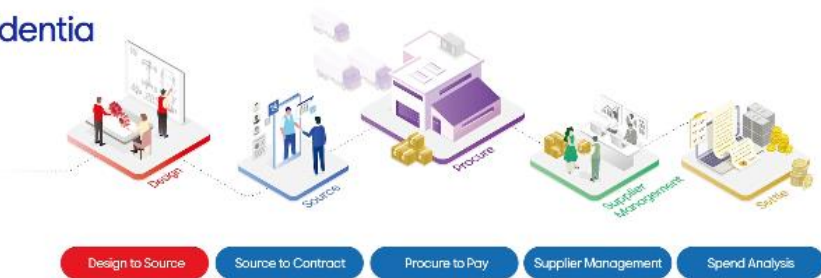 dentia
Design
Source
Procure
Supplier
Management
Settle
Design to Source
Source to Contract
Procure to Pay
Supplier Management
Spend Analysis